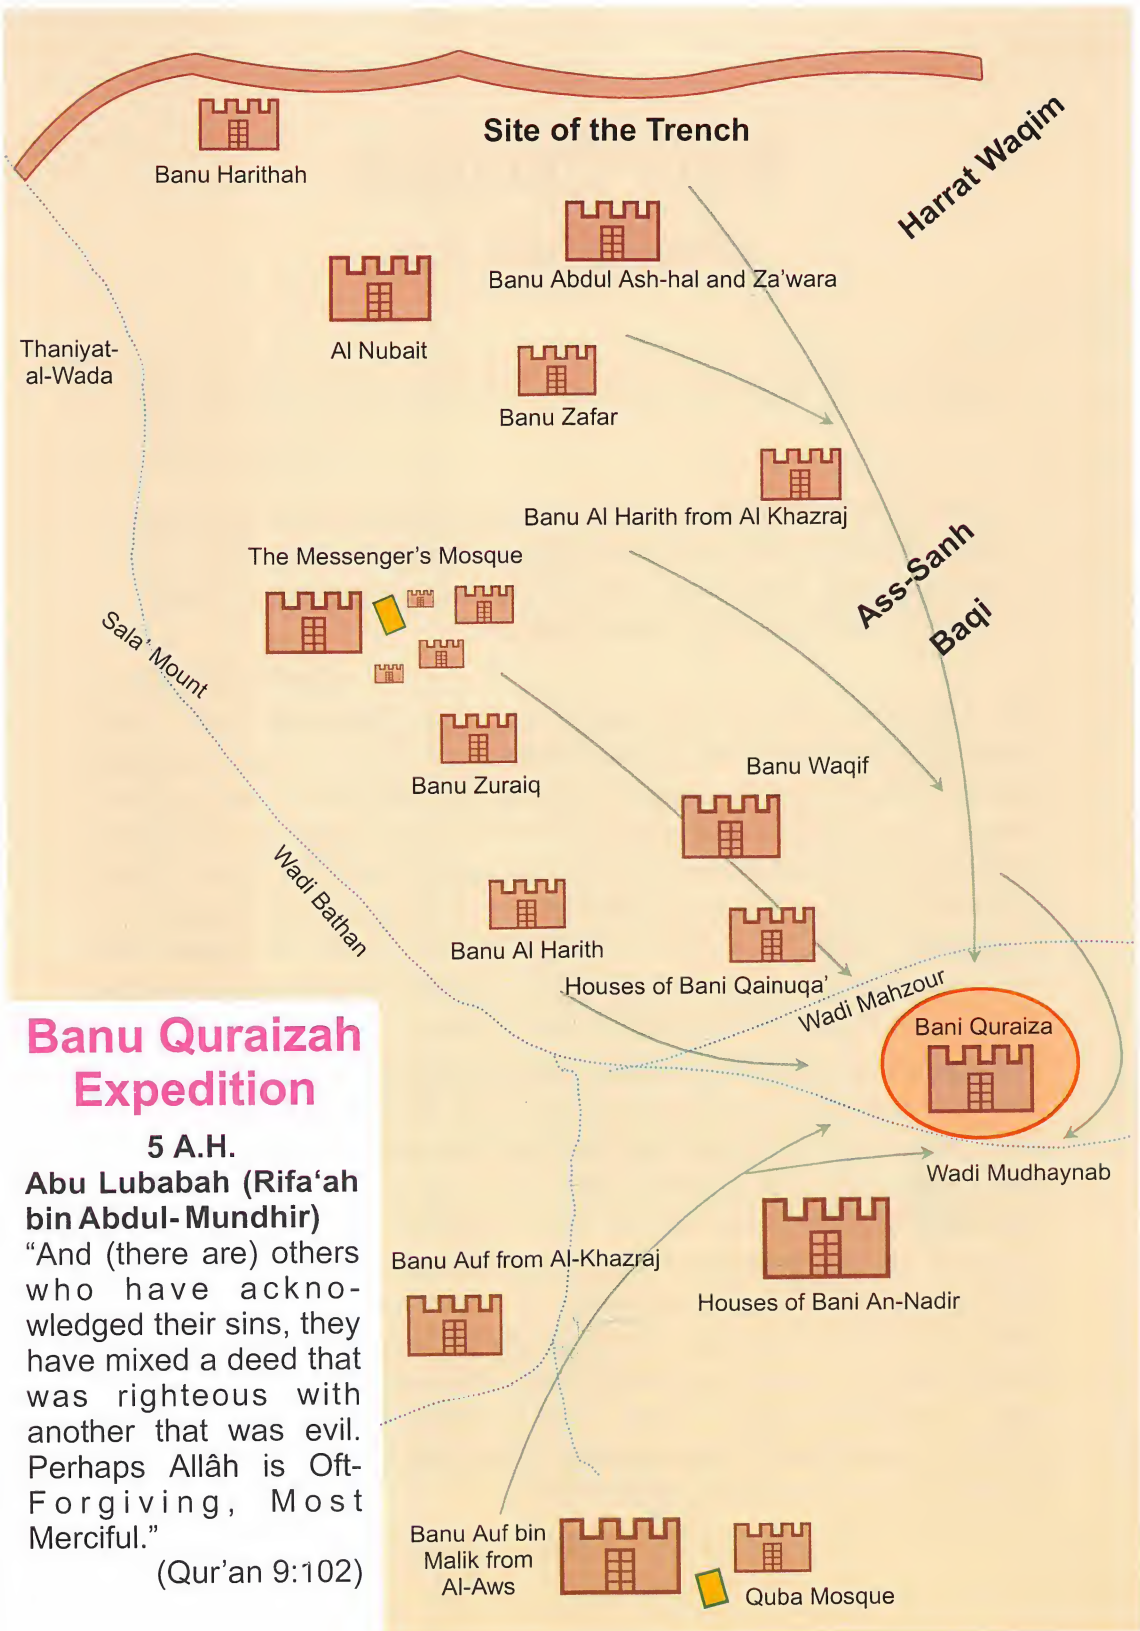 Site of the Trench
Harrat Waqim
Banu Harithah
Banu Abdul Ash-hal and Za'wara
Al Nubait
Thaniyat-
al-Wada
Banu Zafar
Banu Al Harith from Al Khazraj
The Messenger's Mosque
Ass-Sanh
Baqi
Sala' Mount
Banu Zuraiq
Banu Waqif
Wadi Bathan
Banu Al Harith
Houses of Bani Qainuqa'
Wadi Mahzour
Bani Quraiza
Wadi Mudhaynab
Banu Auf from Al-Khazraj
Houses of Bani An-Nadir
Banu Auf bin
Malik from
Al-Aws
Quba Mosque
Banu Quraizah
Expedition
5 A.H.
Abu Lubabah (Rifa‘ah
bin Abdul-Mundhir)
“And (there are) others
who have ackno-
wledged their sins, they
have mixed a deed that
was righteous with
another that was evil.
Perhaps Allâh is Oft-
Forgiving, Most
Merciful.”
(Qur’an 9:102)